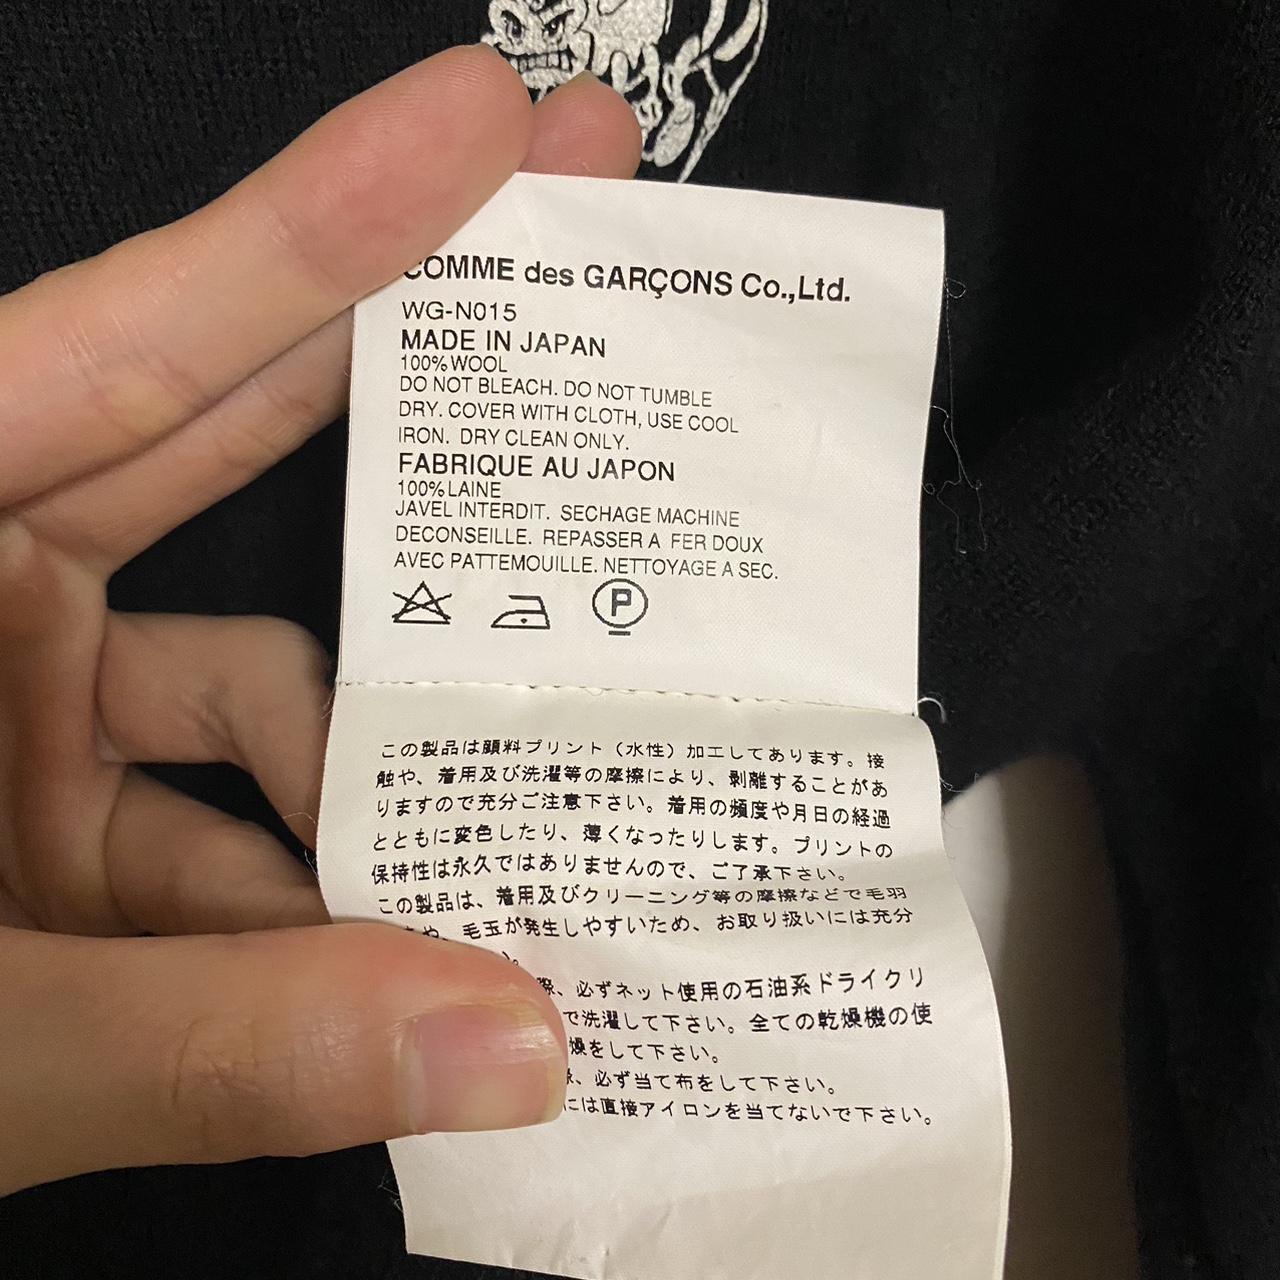 COMME des GARÇONS Co.,Ltd.
WG-N015
MADE IN JAPAN
100%WOOL
DO NOT BLEACH. DO NOT TUMBLE
DRY. COVER WITH CLOTH, USE COOL
IRON. DRY CLEAN ONLY.
FABRIQUE AU JAPON
100%LAINE
JAVEL INTERDIT. SECHAGE MACHINE
DECONSEILLE. REPASSER A FER DOUX
AVEC PATTEMOUILLE. NETTOYAGE A SEC.
P
この製品は顔料プリント（水性）加工してあります。接
触や、着用及び洗濯等の摩擦により、剥離することがあ
りますので充分ご注意下さい。着用の頻度や月日の経過
とともに変色したり、薄くなったりします。プリントの
保持性は永久ではありませんので、ご了承下さい。
この製品は、着用及びクリーニング等の摩擦などで毛羽
や、毛玉が発生しやすいため、お取り扱いには充分
際、必ずネット使用の石油系ドライクリ
で洗濯して下さい。全ての乾燥機の使
燥をして下さい。
、必ず当て布をして下さい。
には直接アイロンを当てないで下さい。